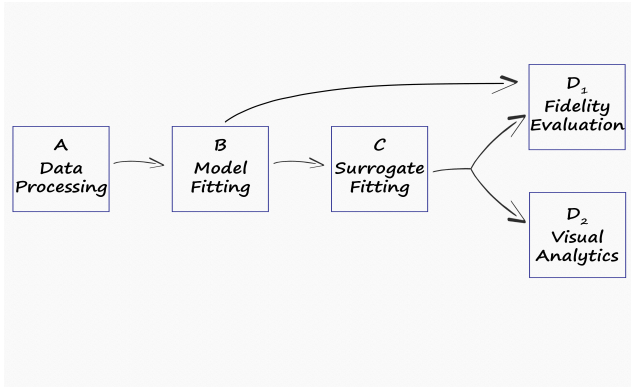 A
Data
Processing
B
Model
Fitting
C
Surrogate
Fitting
D1
Fidelity
Evaluation
D2
Visual
Analytics